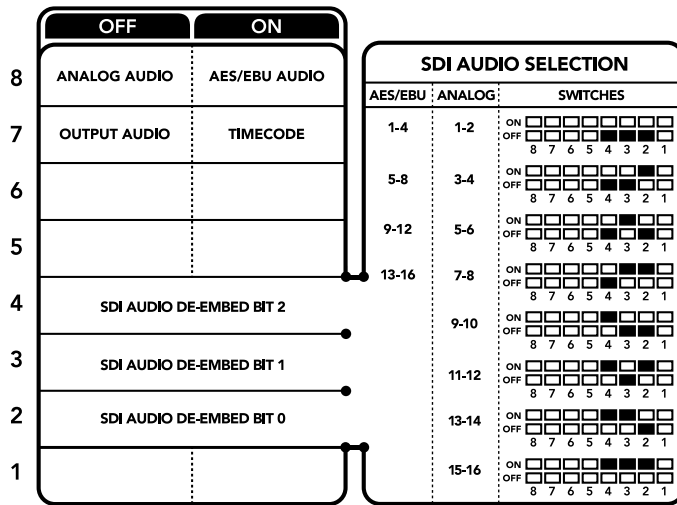 OFF ON
8 ANALOG AUDIO AES/EBU AUDIO
7 OUTPUT AUDIO TIMECODE
6
5
4 SDI AUDIO DE-EMBED BIT 2
3 SDI AUDIO DE-EMBED BIT 1
2 SDI AUDIO DE-EMBED BIT 0
1
SDI AUDIO SELECTION
AES/EBU ANALOG SWITCHES
1-4 1-2 ON
OFF
8 7 6 5 4 3 2 1
5-8 3-4 ON
OFF
8 7 6 5 4 3 2 1
9-12 5-6 ON
OFF
8 7 6 5 4 3 2 1
13-16 7-8 ON
OFF
8 7 6 5 4 3 2 1
9-10 ON
OFF
8 7 6 5 4 3 2 1
11-12 ON
OFF
8 7 6 5 4 3 2 1
13-14 ON
OFF
8 7 6 5 4 3 2 1
15-16 ON
OFF
8 7 6 5 4 3 2 1